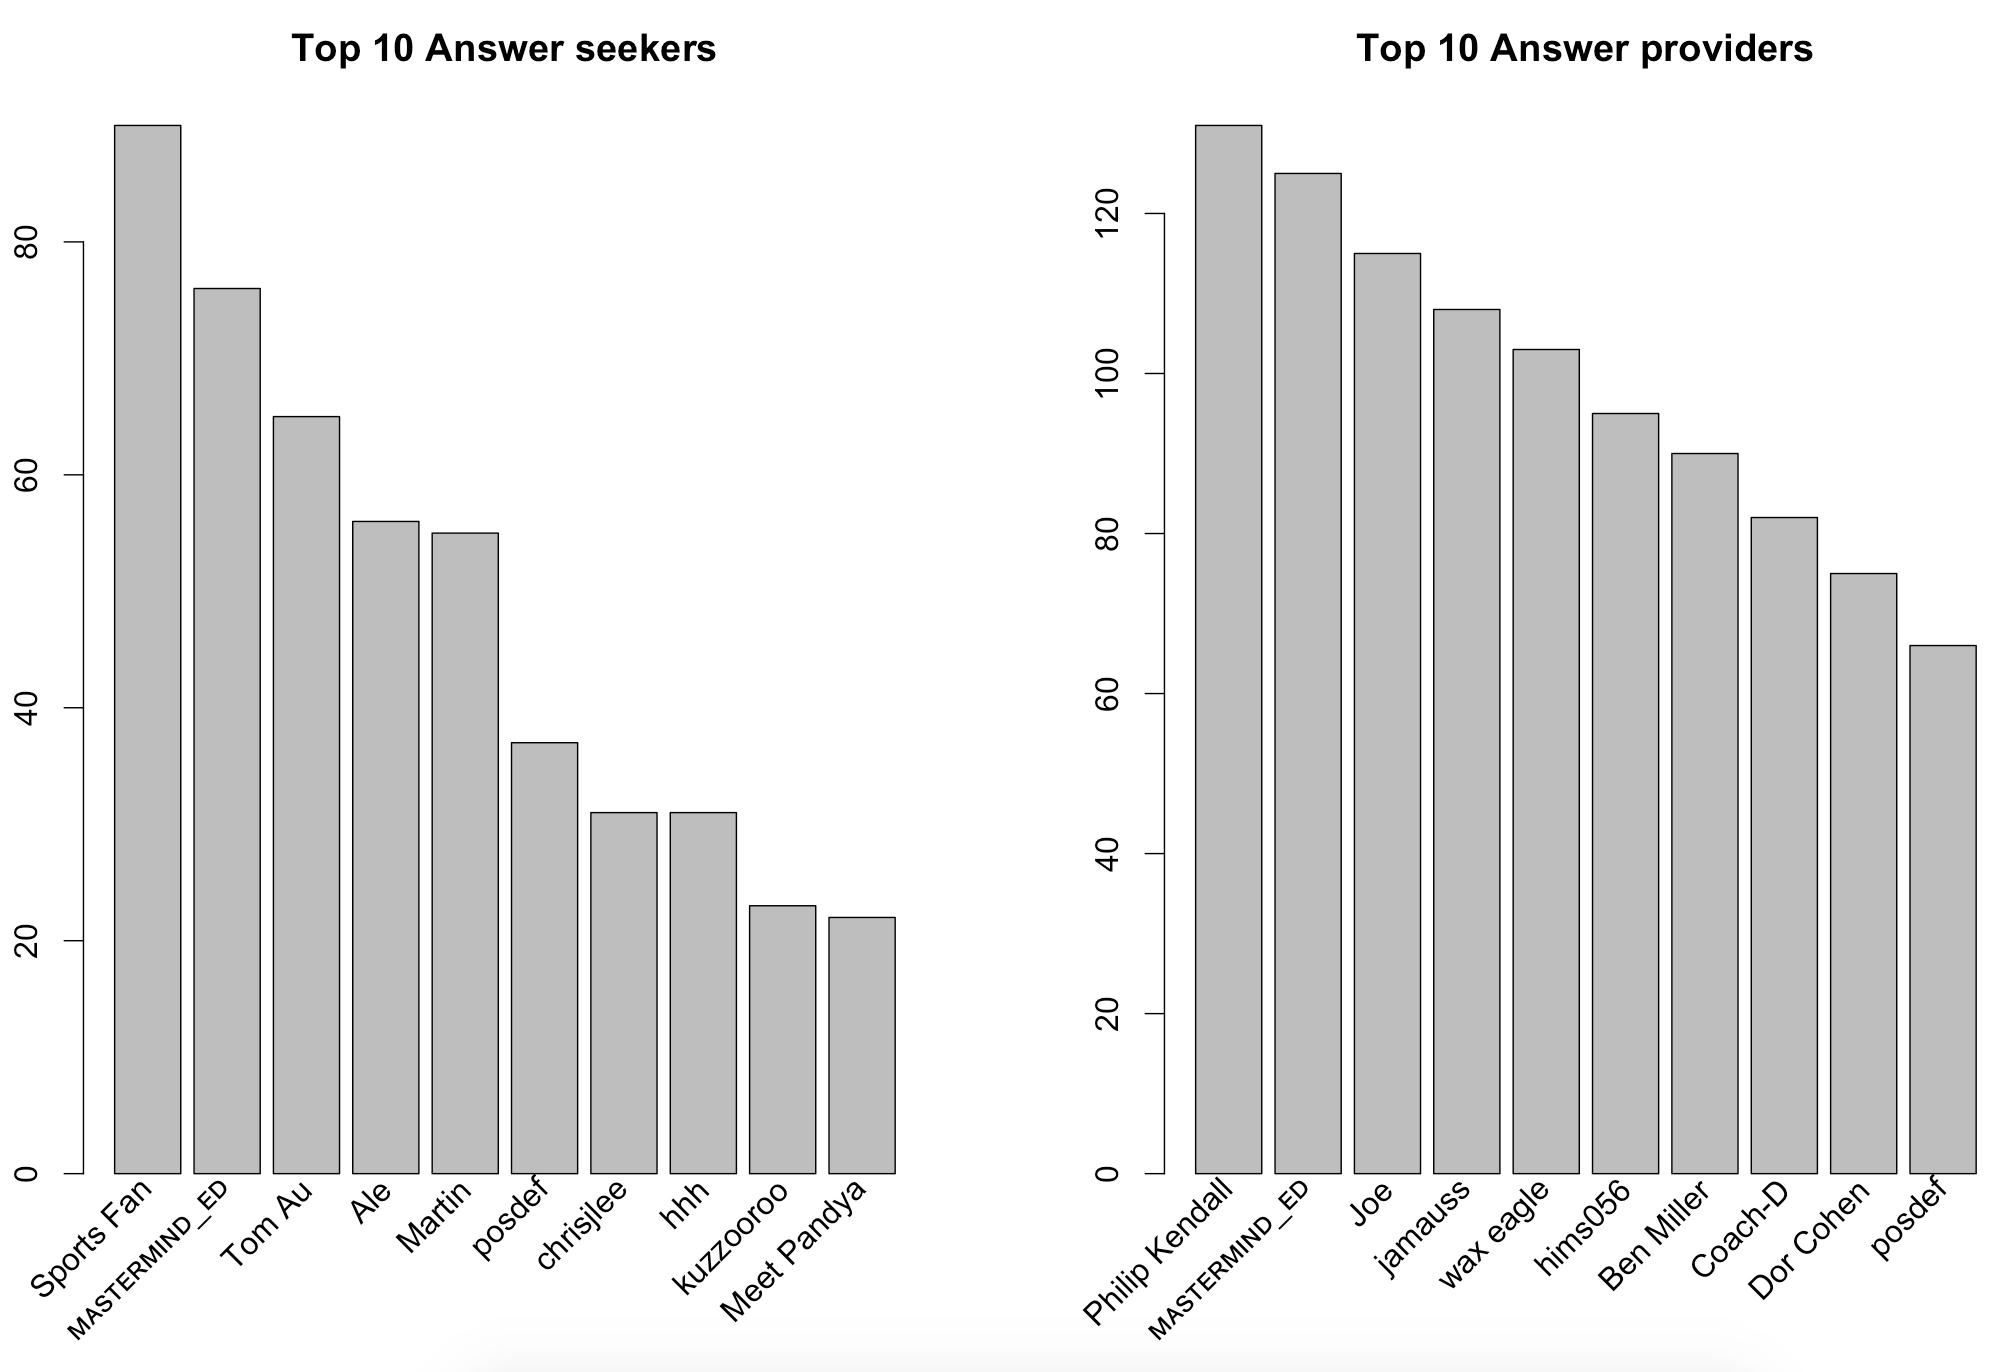 Top 10 Answer seekers
80
60
40
20
0
Sports Fan
ᴍᴀsᴛᴇʀᴍɪɴᴅ_ᴇᴅ
Tom Au
Ale
Martin
posdef
chrisjlee
hhh
kuzzooroo
Meet Pandya
Top 10 Answer providers
120
100
80
60
40
20
0
Philip Kendall
ᴍᴀsᴛᴇʀᴍɪɴᴅ_ᴇᴅ
Joe
jamauss
wax eagle
hims056
Ben Miller
Coach-D
Dor Cohen
posdef